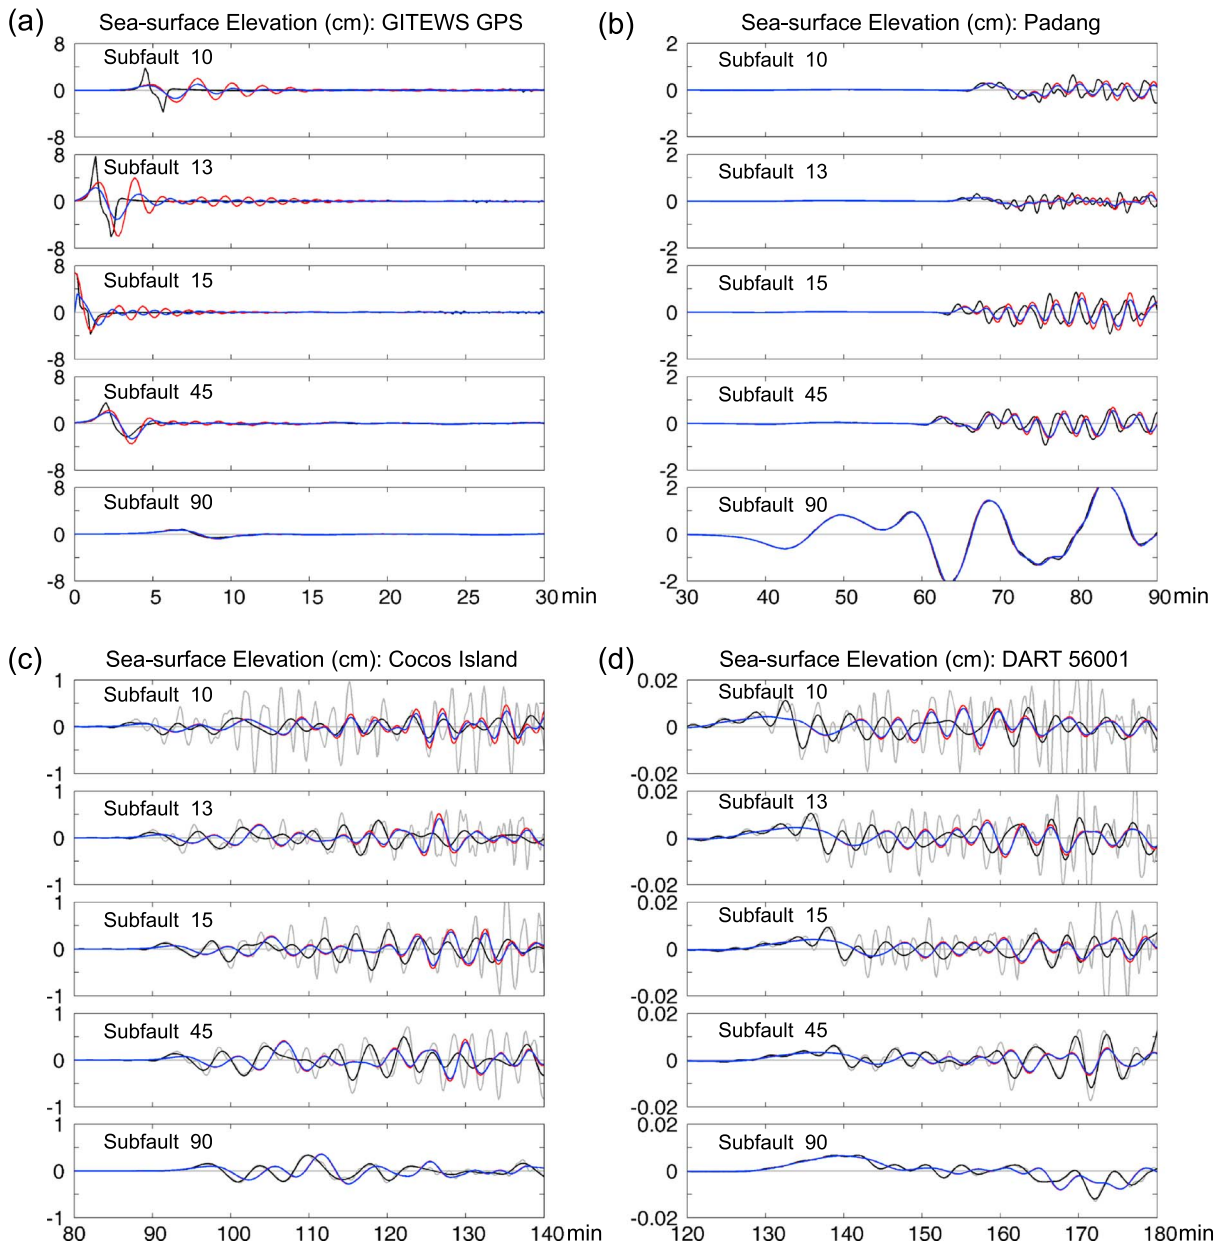 (a) Sea-surface Elevation (cm): GITEWS GPS
8
Subfault 10
0
-8
8
Subfault 13
0
-8
8
Subfault 15
0
-8
8
Subfault 45
0
-8
8
Subfault 90
0
-8
0 5 10 15 20 25 30 min
(b) Sea-surface Elevation (cm): Padang
2
Subfault 10
0
-2
2
Subfault 13
0
-2
2
Subfault 15
0
-2
2
Subfault 45
0
-2
2
Subfault 90
0
-2
30 40 50 60 70 80 90 min
(c) Sea-surface Elevation (cm): Cocos Island
1
Subfault 10
0
-1
1
Subfault 13
0
-1
1
Subfault 15
0
-1
1
Subfault 45
0
-1
1
Subfault 90
0
-1
80 90 100 110 120 130 140 min
(d) Sea-surface Elevation (cm): DART 56001
0.02
Subfault 10
0
-0.02
0.02
Subfault 13
0
-0.02
0.02
Subfault 15
0
-0.02
0.02
Subfault 45
0
-0.02
0.02
Subfault 90
0
-0.02
120 130 140 150 160 170 180 min